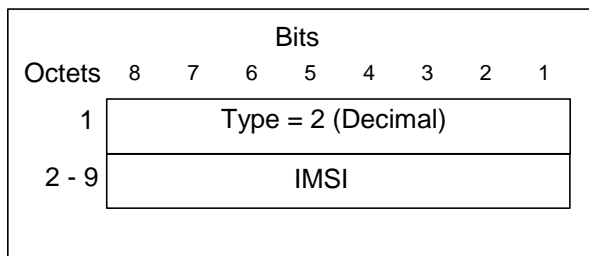 Bits
Octets 8 7 6 5 4 3 2 1
1 Type = 2 (Decimal)
2 - 9 IMSI